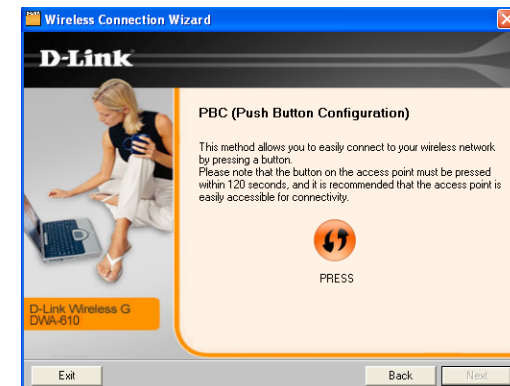 Wireless Connection Wizard
D-Link
PBC (Push Button Configuration)
This method allows you to easily connect to your wireless network
by pressing a button.
Please note that the button on the access point must be pressed
within 120 seconds, and it is recommended that the access point is
easily accessible for connectivity.
PRESS
D-Link Wireless G
DWA-610
Exit
Back
Next